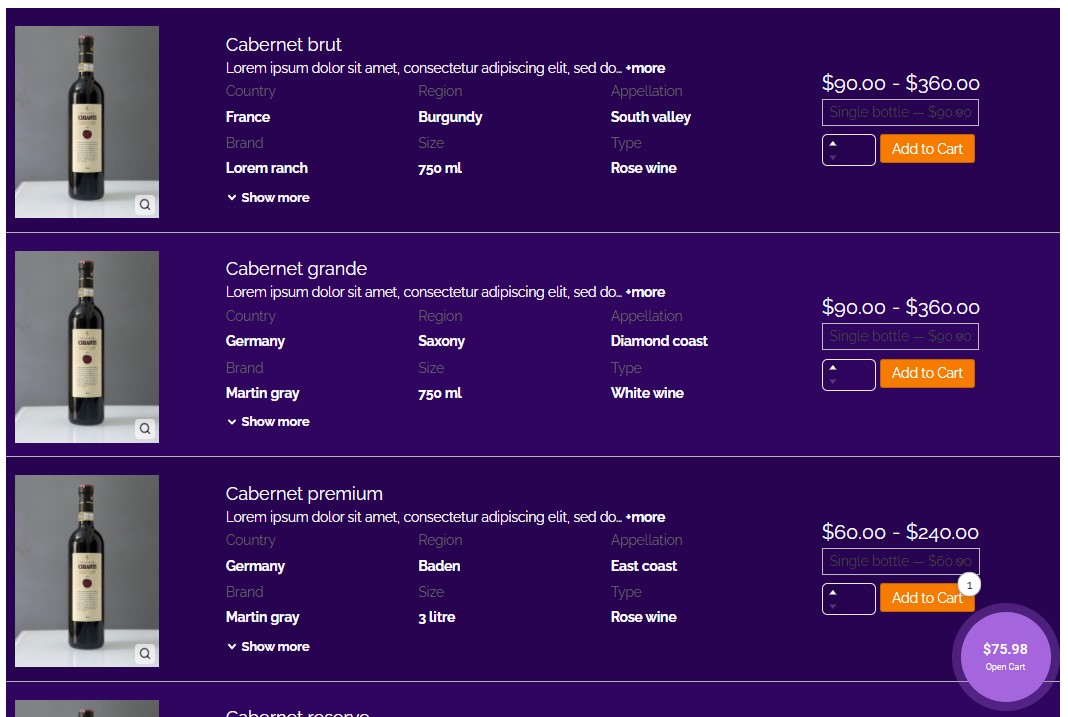 Cabernet brut
Lorem ipsum dolor sit amet, consectetur adipiscing elit, sed do... +more
Country Region Appellation
France Burgundy South valley
Brand Size Type
Lorem ranch 750 ml Rose wine
Show more
$90.00 - $360.00
Single bottle — $90.00
Add to Cart
CHIANTI
Cabernet grande
Lorem ipsum dolor sit amet, consectetur adipiscing elit, sed do... +more
Country Region Appellation
Germany Saxony Diamond coast
Brand Size Type
Martin gray 750 ml White wine
Show more
$90.00 - $360.00
Single bottle — $90.00
Add to Cart
CHIANTI
Cabernet premium
Lorem ipsum dolor sit amet, consectetur adipiscing elit, sed do... +more
Country Region Appellation
Germany Baden East coast
Brand Size Type
Martin gray 3 litre Rose wine
Show more
$60.00 - $240.00
Single bottle — $60.00
Add to Cart
CHIANTI
1
$75.98
Open Cart
Cabernet reserve